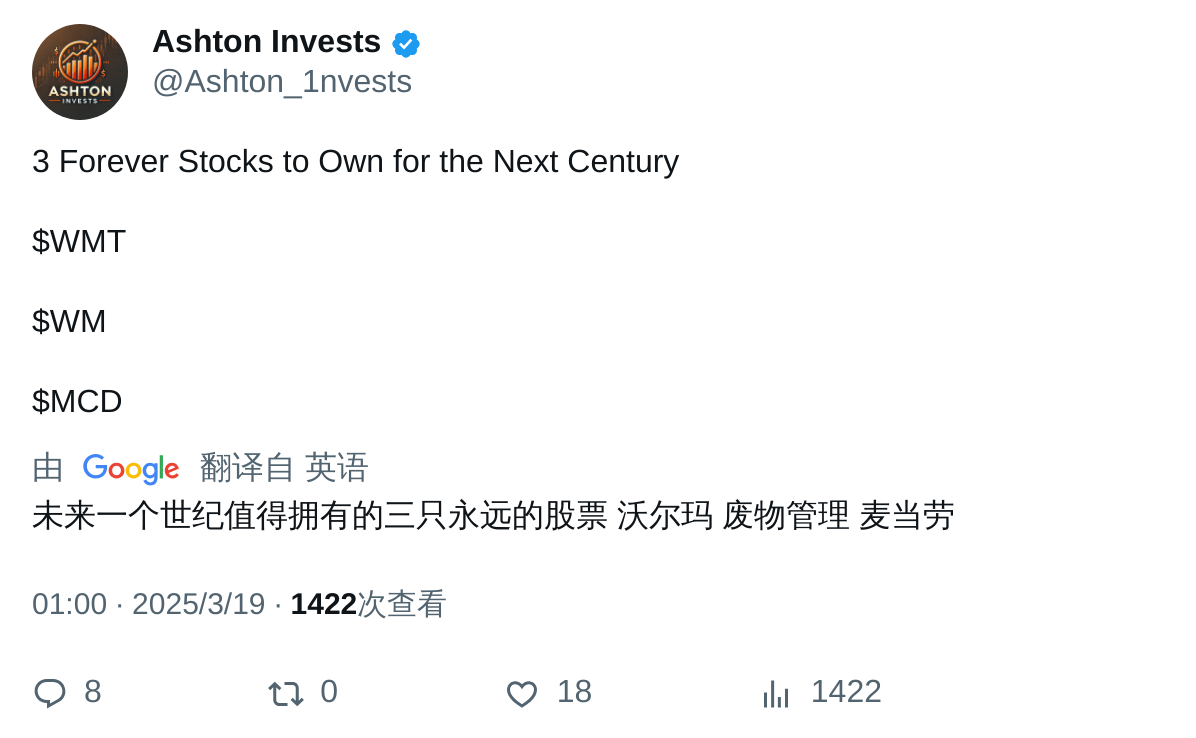 ASHTON
INVESTS
Ashton Invests
@Ashton_1nvests
3 Forever Stocks to Own for the Next Century
$WMT
$WM
$MCD
由 Google 翻译自 英语
未来一个世纪值得拥有的三只永远的股票 沃尔玛 废物管理 麦当劳
01:00 · 2025/3/19 · 1422次查看
8 0 18 1422